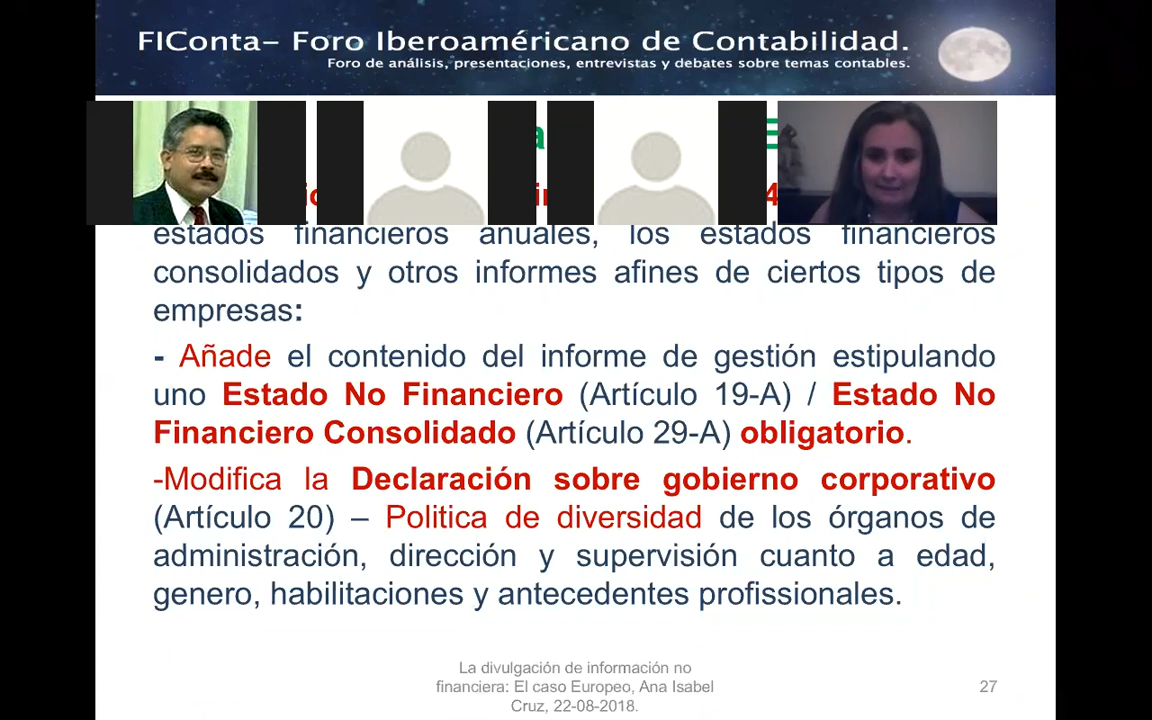 FIConta– Foro Iberoaméricano de Contabilidad.
Foro de análisis, presentaciones, entrevistas y debates sobre temas contables.
estados financieros anuales, los estados financieros
consolidados y otros informes afines de ciertos tipos de
empresas:
- Añade el contenido del informe de gestión estipulando
uno Estado No Financiero (Artículo 19-A) / Estado No
Financiero Consolidado (Artículo 29-A) obligatorio.
-Modifica la Declaración sobre gobierno corporativo
(Artículo 20) – Politica de diversidad de los órganos de
administración, dirección y supervisión cuanto a edad,
genero, habilitaciones y antecedentes profissionales.
La divulgación de información no
financiera: El caso Europeo, Ana Isabel
Cruz, 22-08-2018.
27